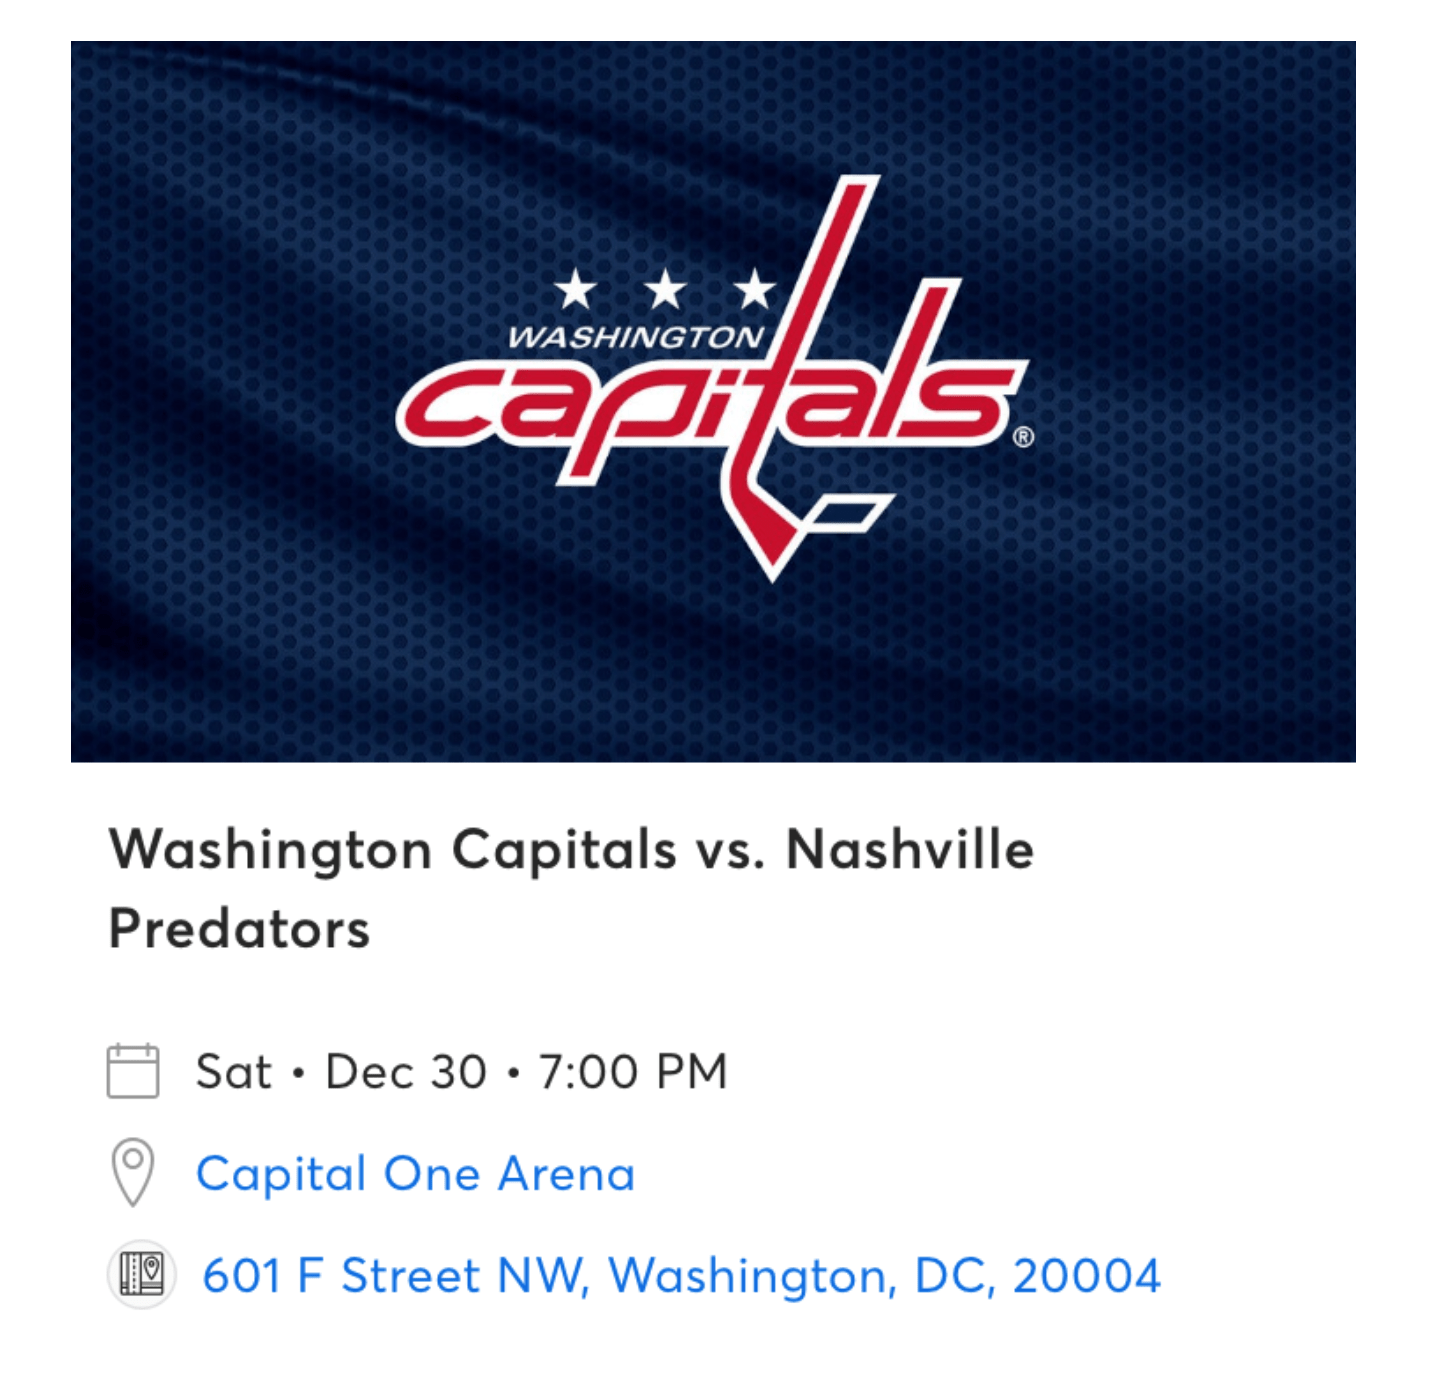 WASHINGTON
capitals®
Washington Capitals vs. Nashville
Predators
Sat • Dec 30 • 7:00 PM
Capital One Arena
601 F Street NW, Washington, DC, 20004